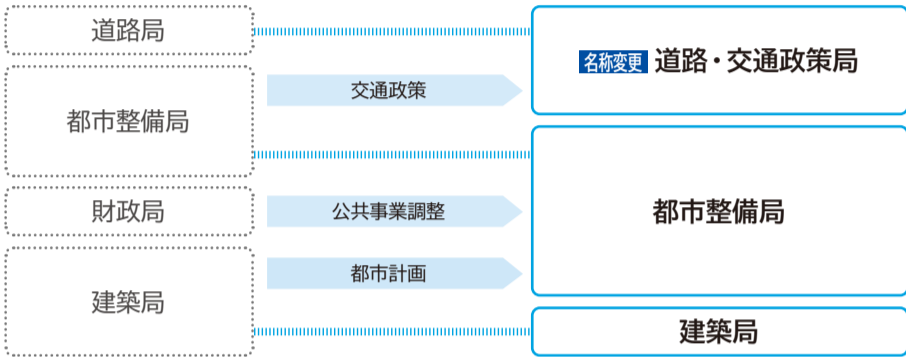 道路局
都市整備局
財政局
建築局
交通政策
公共事業調整
都市計画
名称変更 道路・交通政策局
都市整備局
建築局